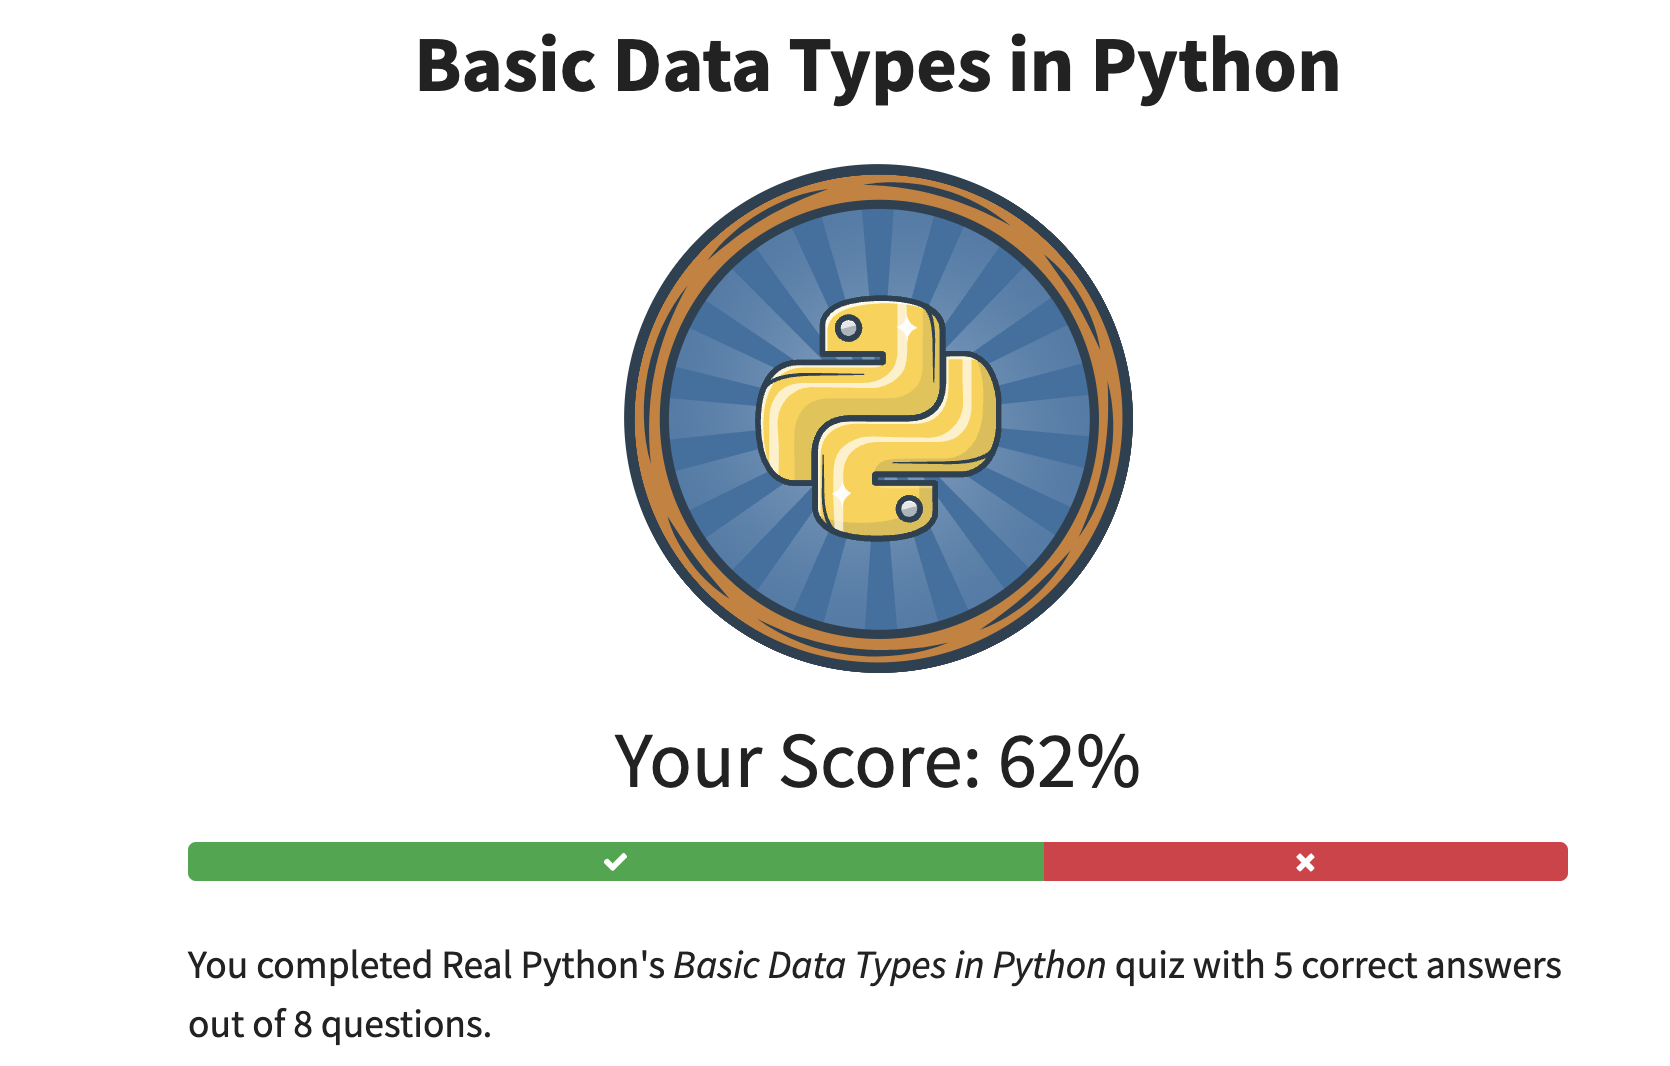 Basic Data Types in Python
Your Score: 62%
You completed Real Python's Basic Data Types in Python quiz with 5 correct answers
out of 8 questions.